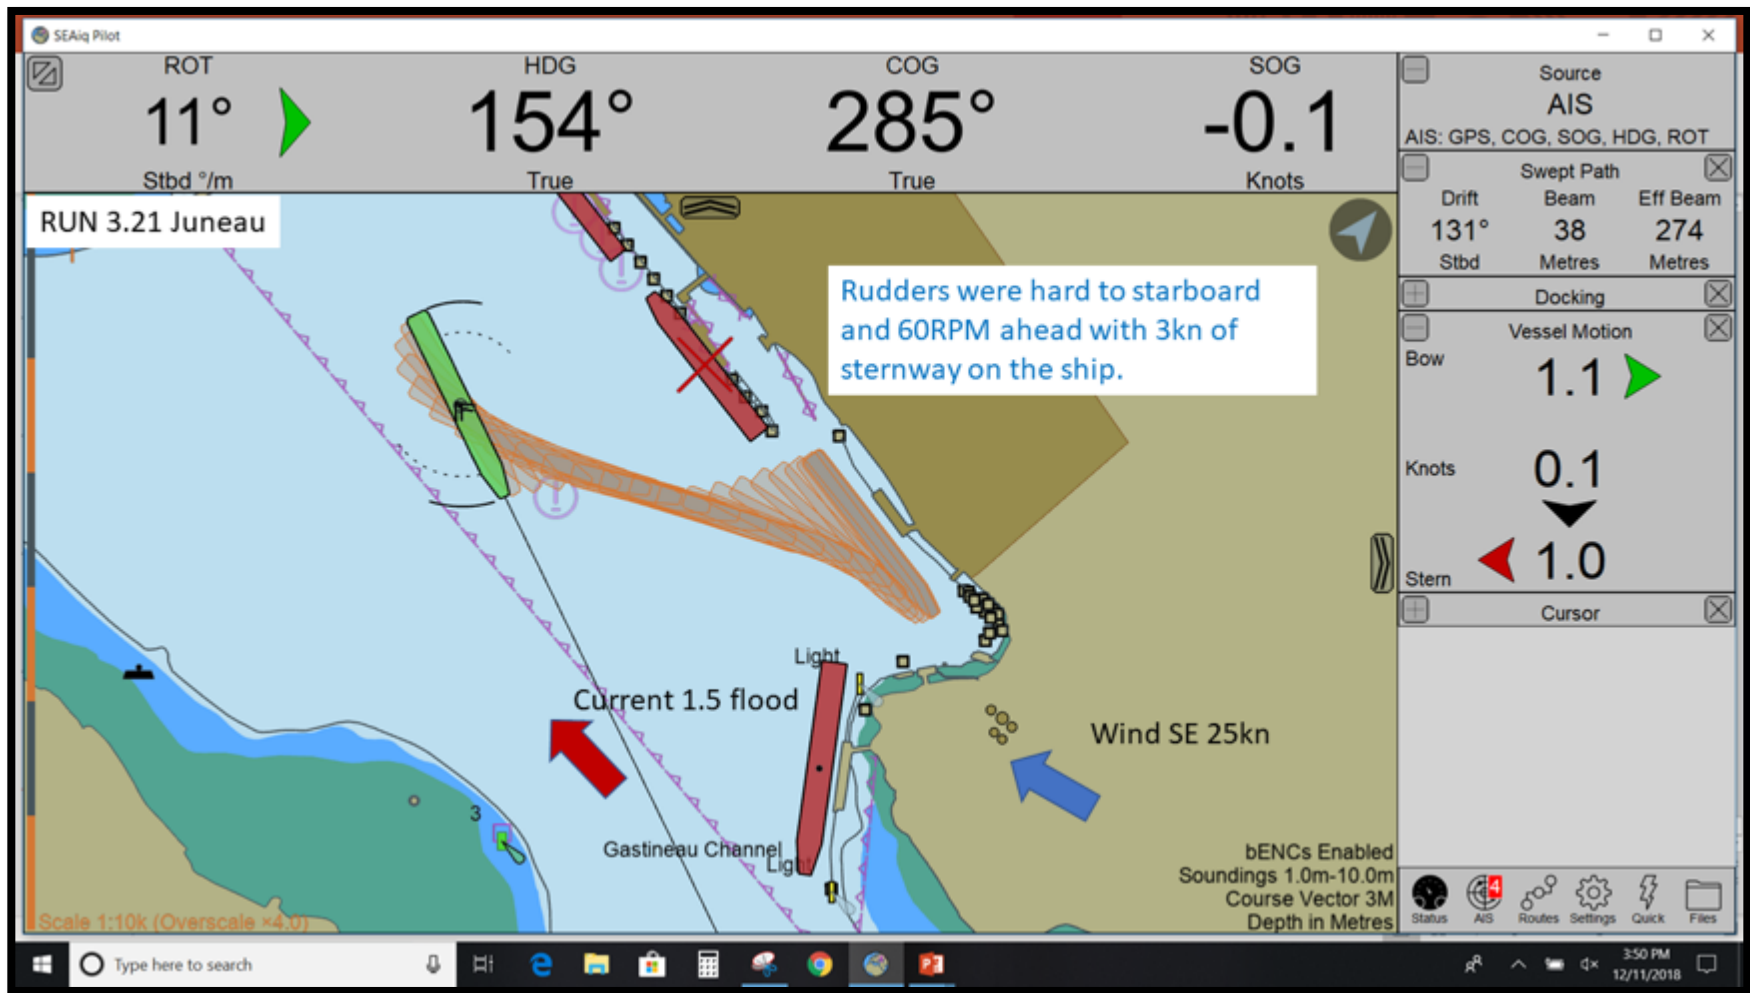 SEAiq Pilot
ROT
HDG
COG
SOG
11°
154°
285°
-0.1
Stbd °/m
True
True
Knots
RUN 3.21 Juneau
Rudders were hard to starboard
and 60RPM ahead with 3kn of
sternway on the ship.
Light
Current 1.5 flood
Wind SE 25kn
3
Gastineau Channel
Light
bENCs Enabled
Soundings 1.0m-10.0m
Course Vector 3M
Depth in Metres
Scale 1:10k (Overscale ×4.0)
Source
AIS
AIS: GPS, COG, SOG, HDG, ROT
Swept Path
Drift Beam Eff Beam
131° 38 274
Stbd Metres Metres
Docking
Vessel Motion
Bow
1.1
Knots
0.1
Stern
1.0
Cursor
4
Status AIS Routes Settings Quick Files
Type here to search
3:50 PM
12/11/2018